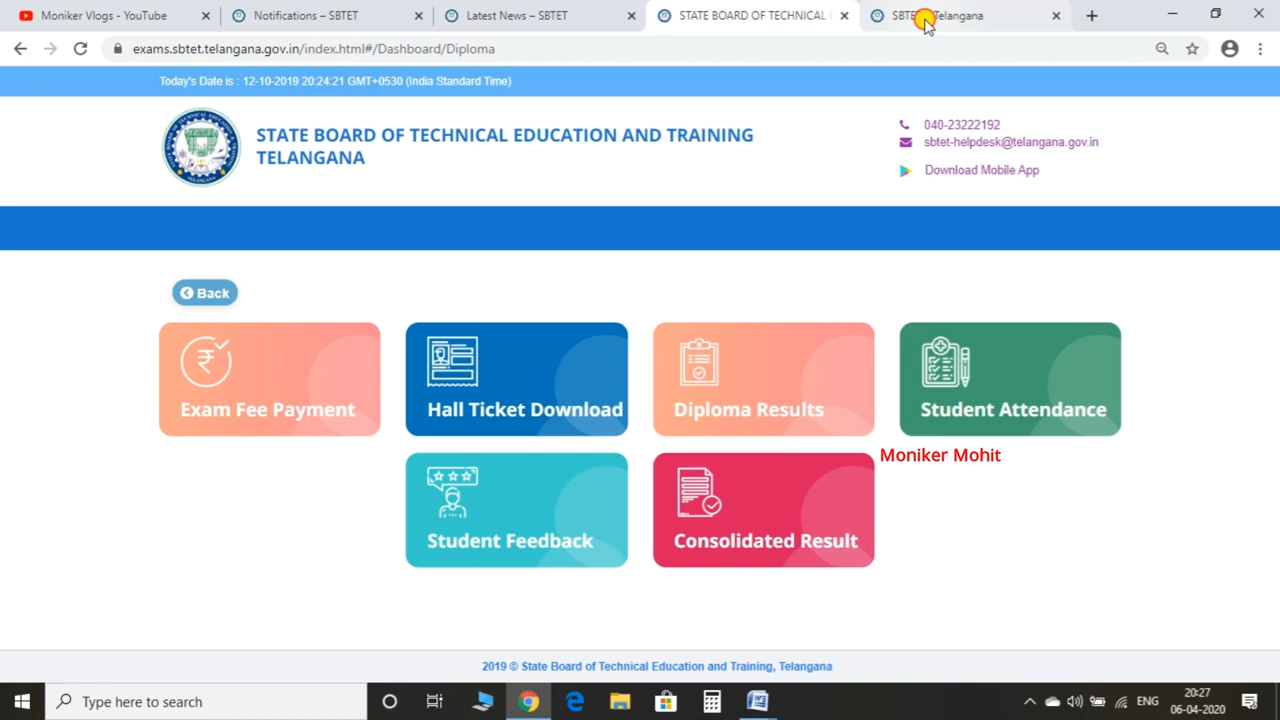 Moniker Vlogs - YouTube
Notifications – SBTET
Latest News – SBTET
STATE BOARD OF TECHNICAL
Telangana
exams.sbtet.telangana.gov.in/index.html#/Dashboard/Diploma
Today's Date is : 12-10-2019 20:24:21 GMT+0530 (India Standard Time)
STATE BOARD OF TECHNICAL EDUCATION AND TRAINING
TELANGANA
040-23222192
sbtet-helpdesk@telangana.gov.in
Download Mobile App
Back
Exam Fee Payment
Hall Ticket Download
Diploma Results
Student Attendance
Moniker Mohit
Student Feedback
Consolidated Result
2019 © State Board of Technical Education and Training, Telangana
Type here to search
ENG
20:27
06-04-2020